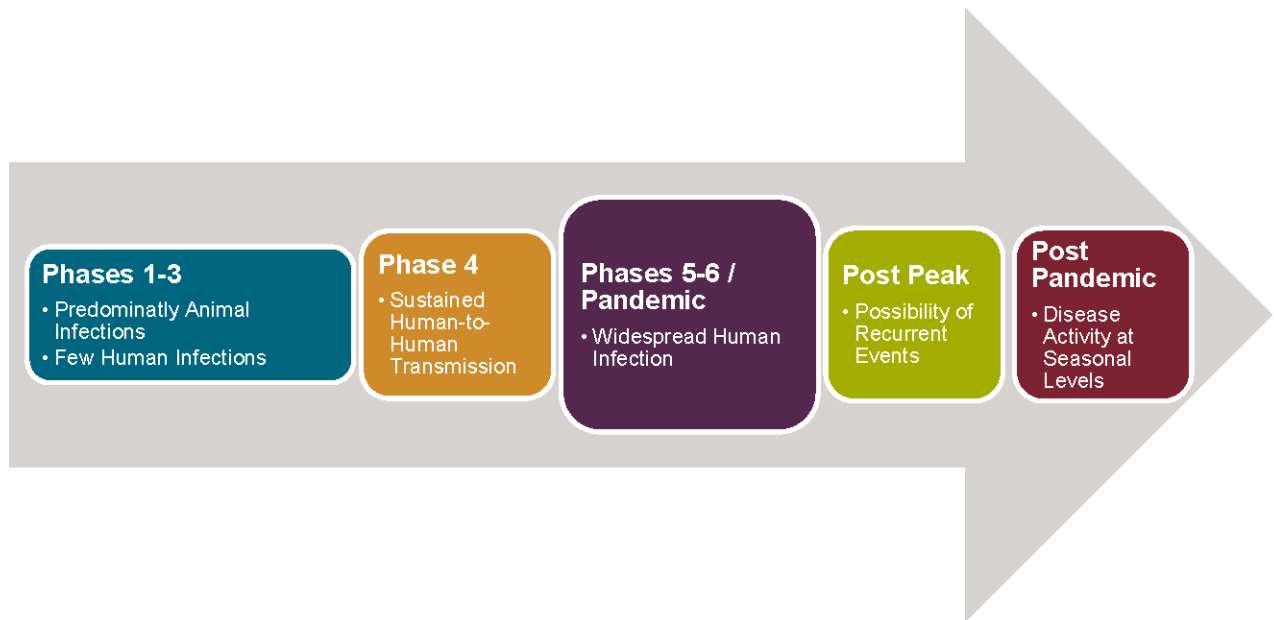 Phases 1-3
• Predominatly Animal
Infections
• Few Human Infections
Phase 4
• Sustained
Human-to-
Human
Transmission
Phases 5-6 /
Pandemic
• Widespread Human
Infection
Post Peak
• Possibility of
Recurrent
Events
Post
Pandemic
• Disease
Activity at
Seasonal
Levels